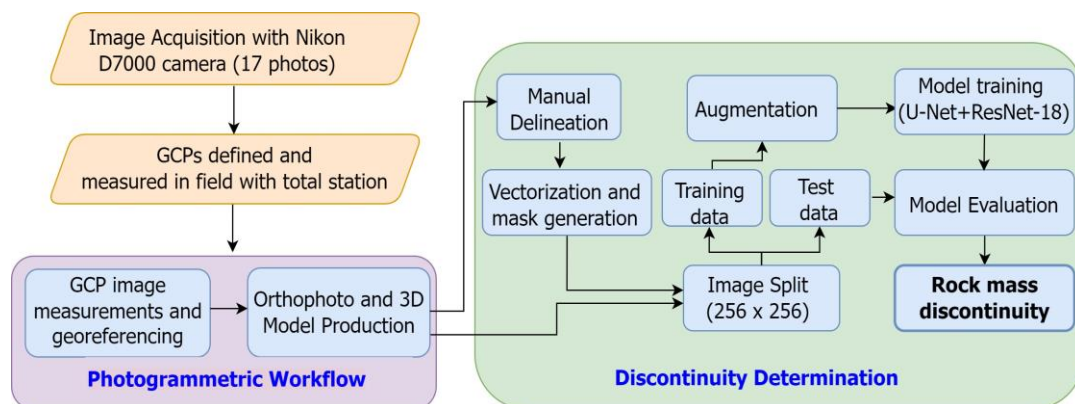 Image Acquisition with Nikon
D7000 camera (17 photos)
GCPs defined and
measured in field with total station
GCP image
measurements and
georeferencing
Orthophoto and 3D
Model Production
Photogrammetric Workflow
Manual
Delineation
Vectorization and
mask generation
Augmentation
Training
data
Test
data
Image Split
(256 x 256)
Model training
(U-Net+ResNet-18)
Model Evaluation
Rock mass
discontinuity
Discontinuity Determination